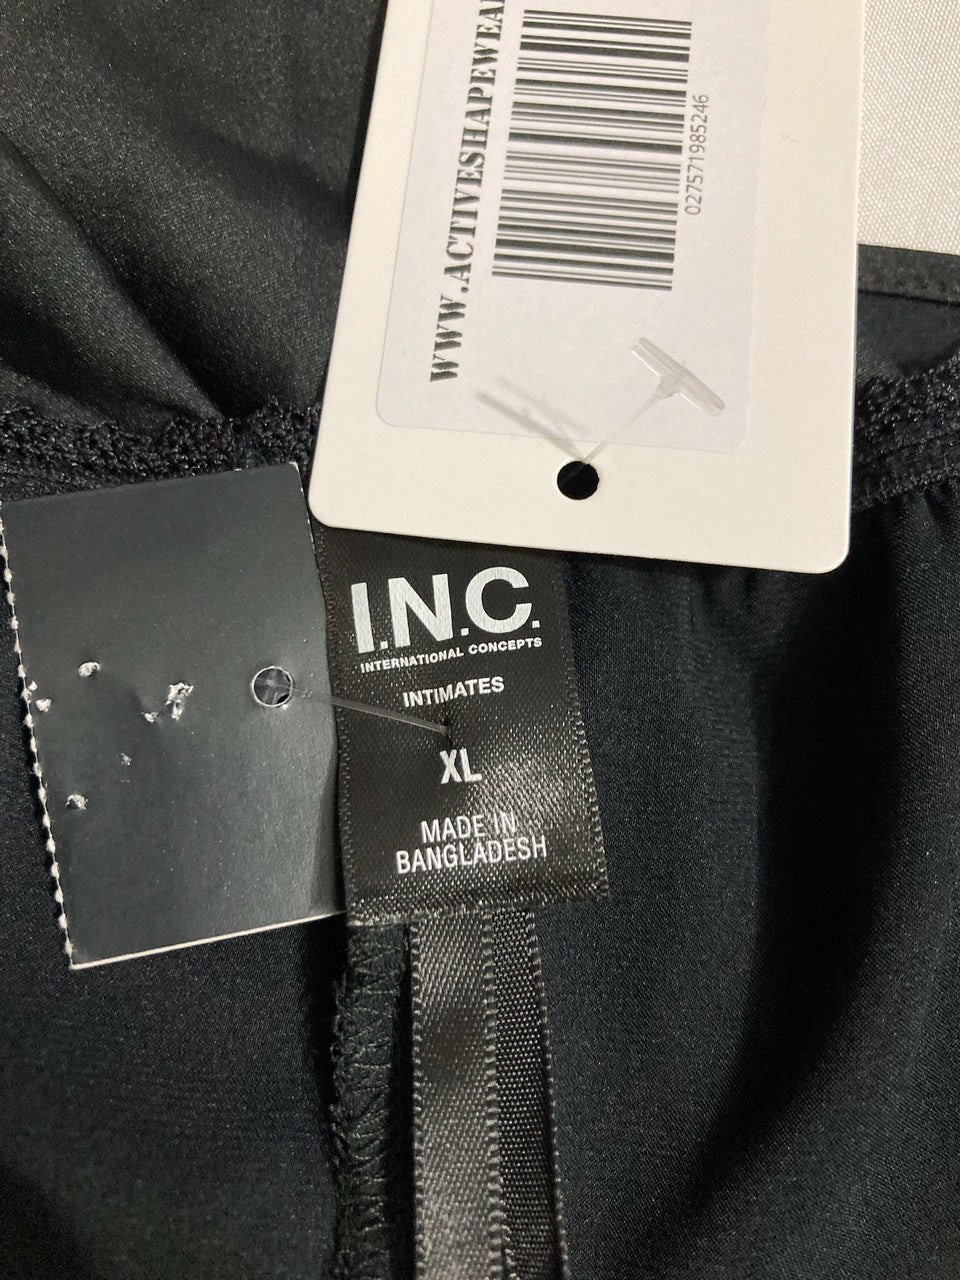 WWW.ACTIVESHAPEWEA
027571985246
I.N.C.
INTERNATIONAL CONCEPTS
INTIMATES
XL
MADE IN
BANGLADESH